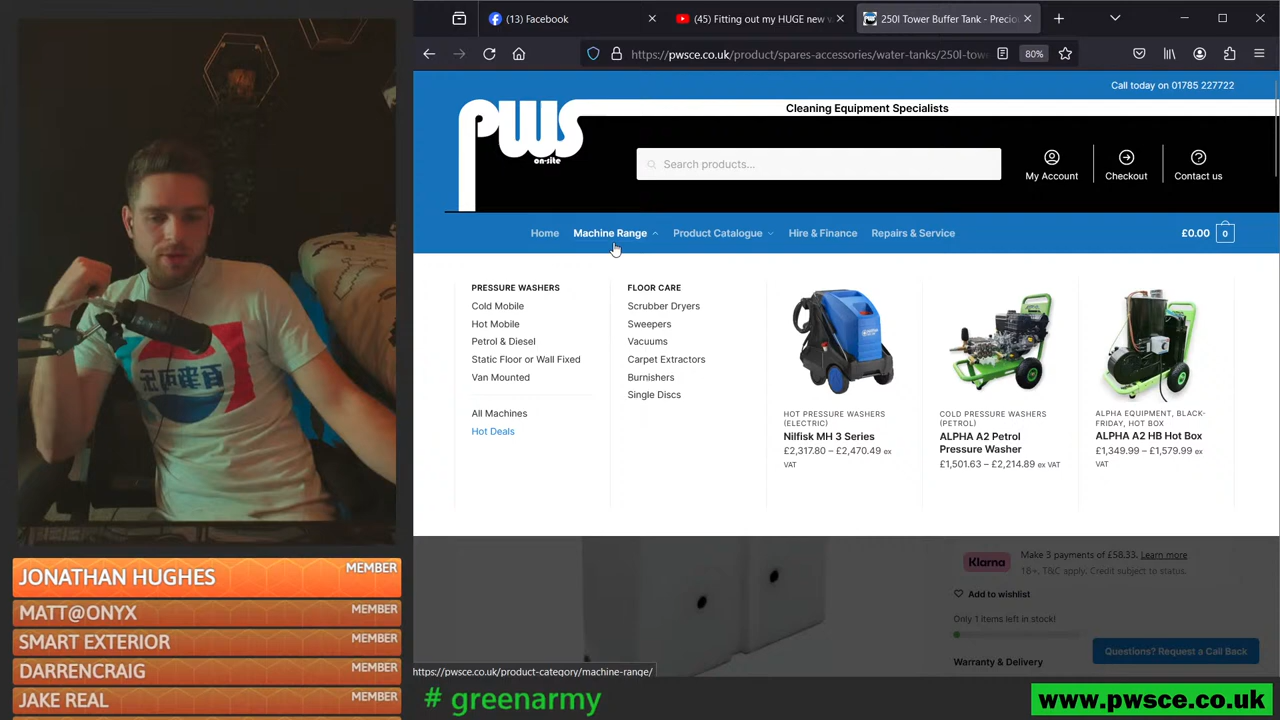 (13) Facebook
(45) Fitting out my HUGE new v
250l Tower Buffer Tank - Precio
https://pwsce.co.uk/product/spares-accessories/water-tanks/250l-tow
80%
Call today on 01785 227722
Cleaning Equipment Specialists
pws
on-site
Search products...
My Account
Checkout
Contact us
Home
Machine Range
Product Catalogue
Hire & Finance
Repairs & Service
£0.00
0
PRESSURE WASHERS
Cold Mobile
Hot Mobile
Petrol & Diesel
Static Floor or Wall Fixed
Van Mounted
All Machines
Hot Deals
FLOOR CARE
Scrubber Dryers
Sweepers
Vacuums
Carpet Extractors
Burnishers
Single Discs
HOT PRESSURE WASHERS
(ELECTRIC)
Nilfisk MH 3 Series
£2,317.80 – £2,470.49 ex
VAT
COLD PRESSURE WASHERS
(PETROL)
ALPHA A2 Petrol
Pressure Washer
£1,501.63 – £2,214.89 ex VAT
ALPHA EQUIPMENT, BLACK-
FRIDAY, HOT BOX
ALPHA A2 HB Hot Box
£1,349.99 – £1,579.99 ex
VAT
Klarna
Make 3 payments of £58.33. Learn more
18+, T&C apply. Credit subject to status.
Add to wishlist
Only 1 items left in stock!
Questions? Request a Call Back
Warranty & Delivery
https://pwsce.co.uk/product-category/machine-range/
百事可乐
JONATHAN HUGHES
MEMBER
MATT@ONYX
MEMBER
SMART EXTERIOR
MEMBER
DARRENCRAIG
MEMBER
JAKE REAL
MEMBER
# greenarmy
www.pwsce.co.uk